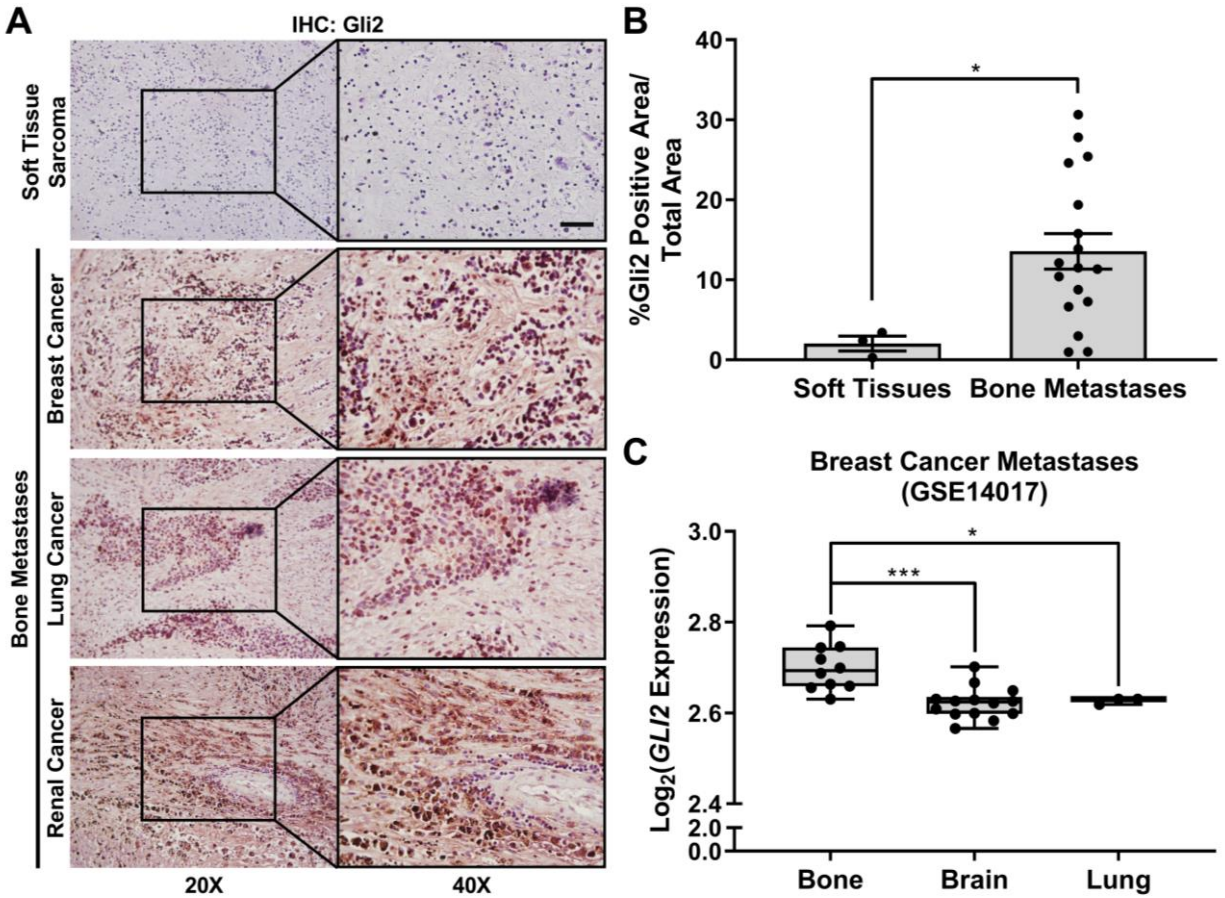 A
IHC: Gli2
Soft Tissue
Sarcoma
Bone Metastases
Breast Cancer
Lung Cancer
Renal Cancer
20X
40X
B
%Gli2 Positive Area/
Total Area
40
30
20
10
0
*
Soft Tissues
Bone Metastases
C
Breast Cancer Metastases
(GSE14017)
Log₂(GLI2 Expression)
3.0
2.8
2.6
2.4
2.0
0.0
*
***
Bone
Brain
Lung